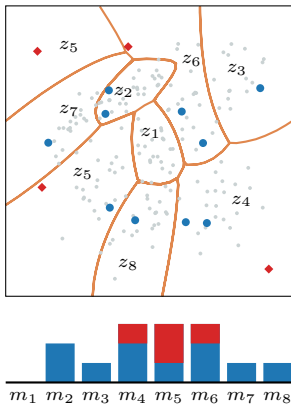 z₅
z₆
z₃
z₂
z₇
z₁
z₅
z₄
z₈
m₁ m₂ m₃ m₄ m₅ m₆ m₇ m₈